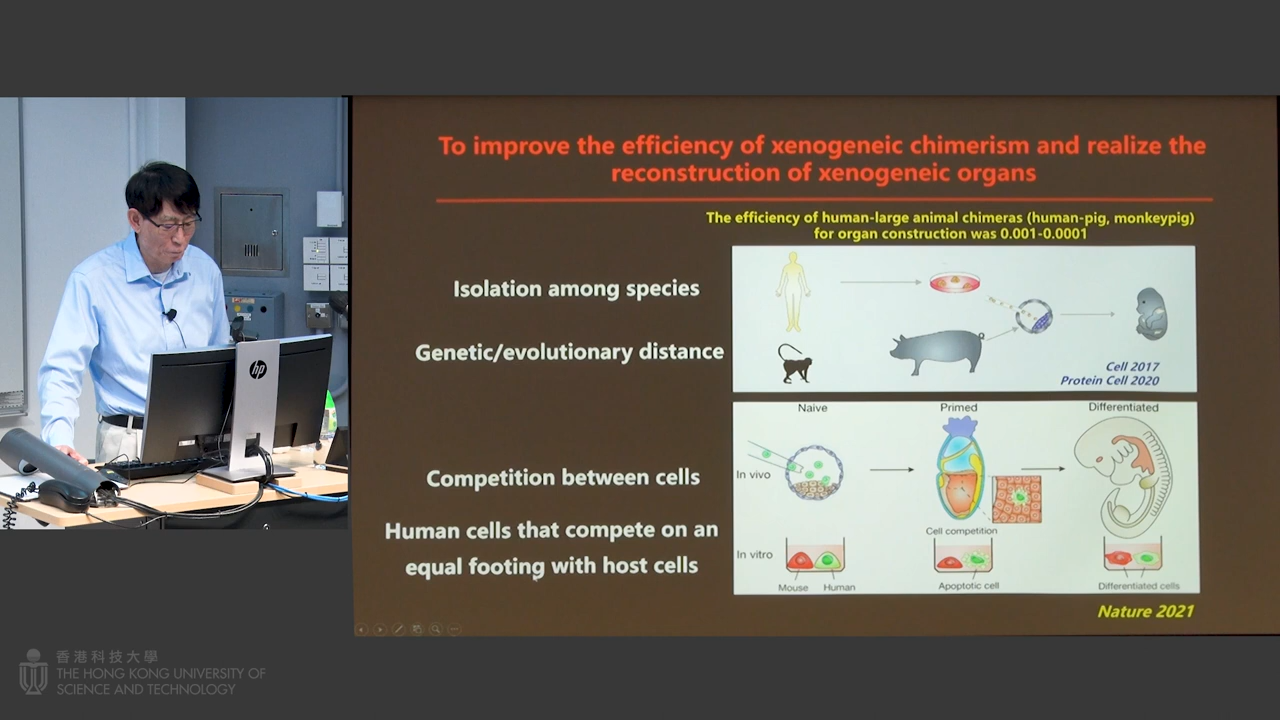 To improve the efficiency of xenogeneic chimerism and realize the
reconstruction of xenogeneic organs
The efficiency of human-large animal chimeras (human-pig, monkeypig)
for organ construction was 0.001-0.0001
Isolation among species
Genetic/evolutionary distance
Cell 2017
Protein Cell 2020
Naive
Primed
Differentiated
In vivo
Competition between cells
Cell competition
Human cells that compete on an
equal footing with host cells
In vitro
Mouse
Human
Apoptotic cell
Differentiated cells
Nature 2021
hp
香港科技大學
THE HONG KONG UNIVERSITY OF
SCIENCE AND TECHNOLOGY